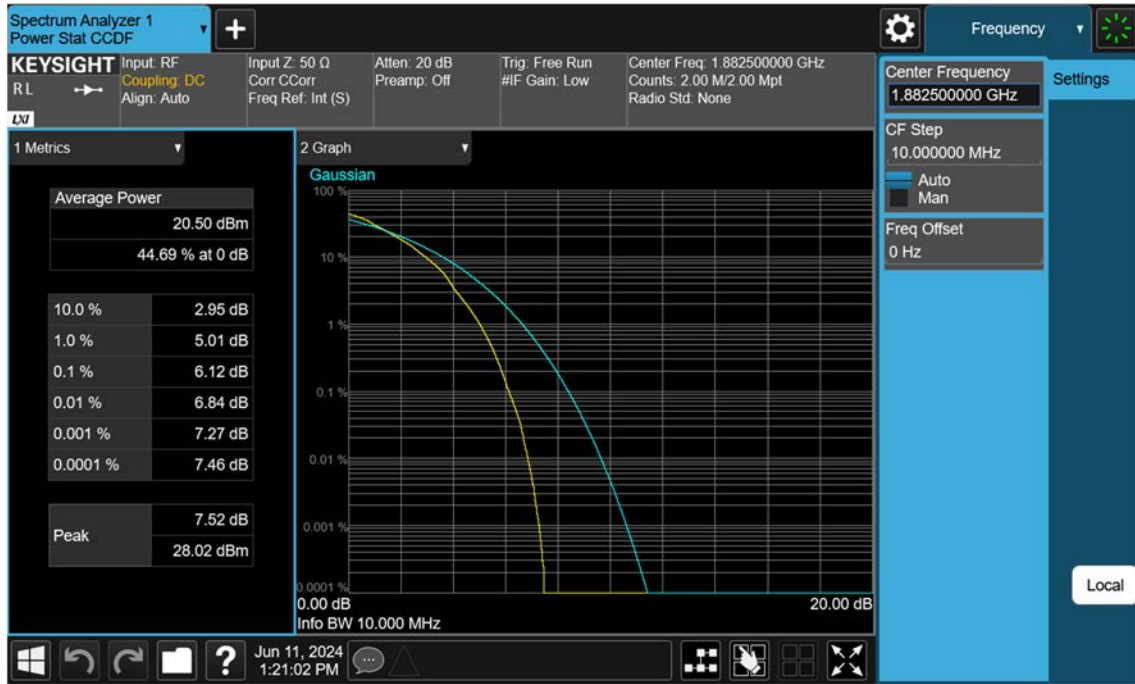 Spectrum Analyzer 1
Power Stat CCDF
+
Frequency
KEYSIGHT
RL
LXI
Input: RF
Coupling: DC
Align: Auto
Input Z: 50 Ω
Corr CCorr
Freq Ref: Int (S)
Atten: 20 dB
Preamp: Off
Trig: Free Run
#IF Gain: Low
Center Freq: 1.882500000 GHz
Counts: 2.00 M/2.00 Mpt
Radio Std: None
Center Frequency
1.882500000 GHz
Settings
CF Step
10.000000 MHz
Auto
Man
Freq Offset
0 Hz
Local
1 Metrics
Average Power
20.50 dBm
44.69 % at 0 dB
10.0 % 2.95 dB
1.0 % 5.01 dB
0.1 % 6.12 dB
0.01 % 6.84 dB
0.001 % 7.27 dB
0.0001 % 7.46 dB
Peak
7.52 dB
28.02 dBm
2 Graph
Gaussian
100 %
10 %
1 %
0.1 %
0.01 %
0.001 %
0.0001 %
0.00 dB 20.00 dB
Info BW 10.000 MHz
?
Jun 11, 2024
1:21:02 PM